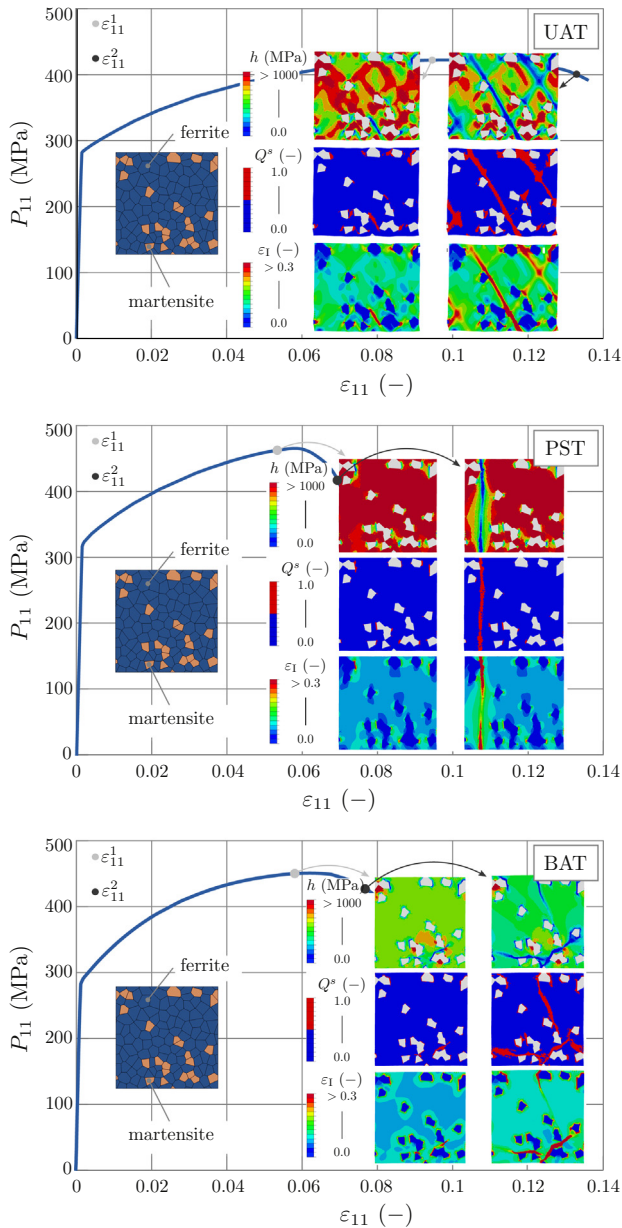 500
ε¹₁₁
ε²₁₁
UAT
h (MPa)
> 1000
0.0
400
ferrite
300
Qˢ (−)
1.0
0.0
200
εI (−)
> 0.3
0.0
martensite
100
0
P₁₁ (MPa)
0 0.02 0.04 0.06 0.08 0.1 0.12 0.14
ε₁₁ (−)
500
ε¹₁₁
ε²₁₁
PST
h (MPa)
> 1000
0.0
400
300
ferrite
Qˢ (−)
1.0
0.0
200
εI (−)
> 0.3
0.0
martensite
100
0
P₁₁ (MPa)
0 0.02 0.04 0.06 0.08 0.1 0.12 0.14
ε₁₁ (−)
500
ε¹₁₁
ε²₁₁
BAT
h (MPa)
> 1000
0.0
400
300
ferrite
Qˢ (−)
1.0
0.0
200
εI (−)
> 0.3
0.0
martensite
100
0
P₁₁ (MPa)
0 0.02 0.04 0.06 0.08 0.1 0.12 0.14
ε₁₁ (−)